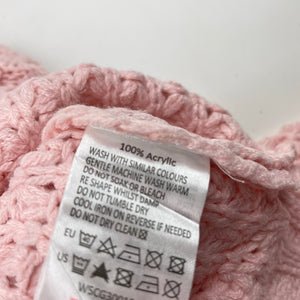 100% Acrylic
WASH WITH SIMILAR COLOURS
GENTLE MACHINE WASH WARM
DO NOT SOAK OR BLEACH
RE SHAPE WHILST DAMP
DO NOT TUMBLE DRY
COOL IRON ON REVERSE IF NEEDED
DO NOT DRY CLEAN
EU
US